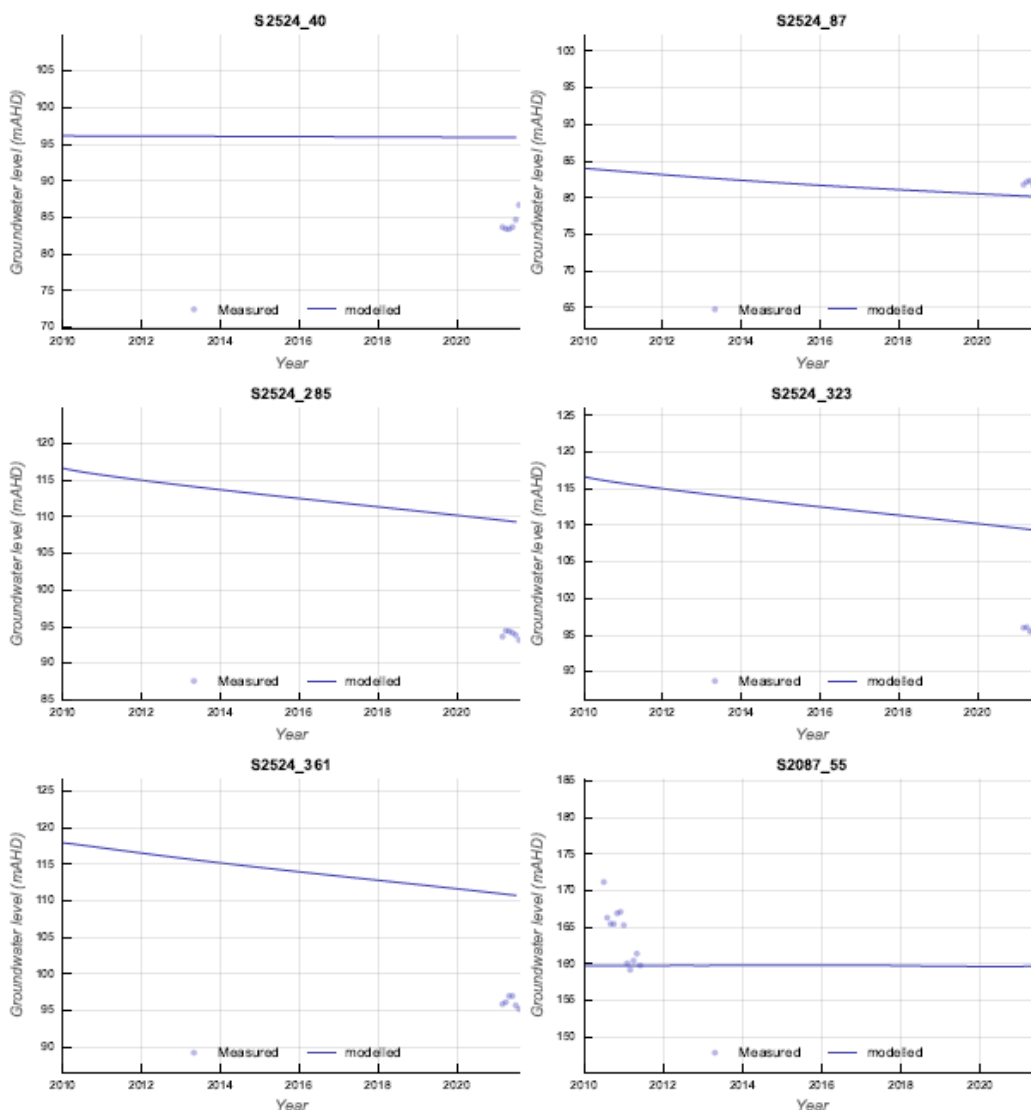 S2524_40
Groundwater level (mAHD)
105
100
95
90
85
80
75
70
Measured
modelled
2010 2012 2014 2016 2018 2020
Year
S2524_87
Groundwater level (mAHD)
100
95
90
85
80
75
70
65
Measured
modelled
2010 2012 2014 2016 2018 2020
Year
S2524_285
Groundwater level (mAHD)
120
115
110
105
100
95
90
85
Measured
modelled
2010 2012 2014 2016 2018 2020
Year
S2524_323
Groundwater level (mAHD)
125
120
115
110
105
100
95
90
Measured
modelled
2010 2012 2014 2016 2018 2020
Year
S2524_361
Groundwater level (mAHD)
125
120
115
110
105
100
95
90
Measured
modelled
2010 2012 2014 2016 2018 2020
Year
S2087_55
Groundwater level (mAHD)
185
180
175
170
165
160
155
150
Measured
modelled
2010 2012 2014 2016 2018 2020
Year